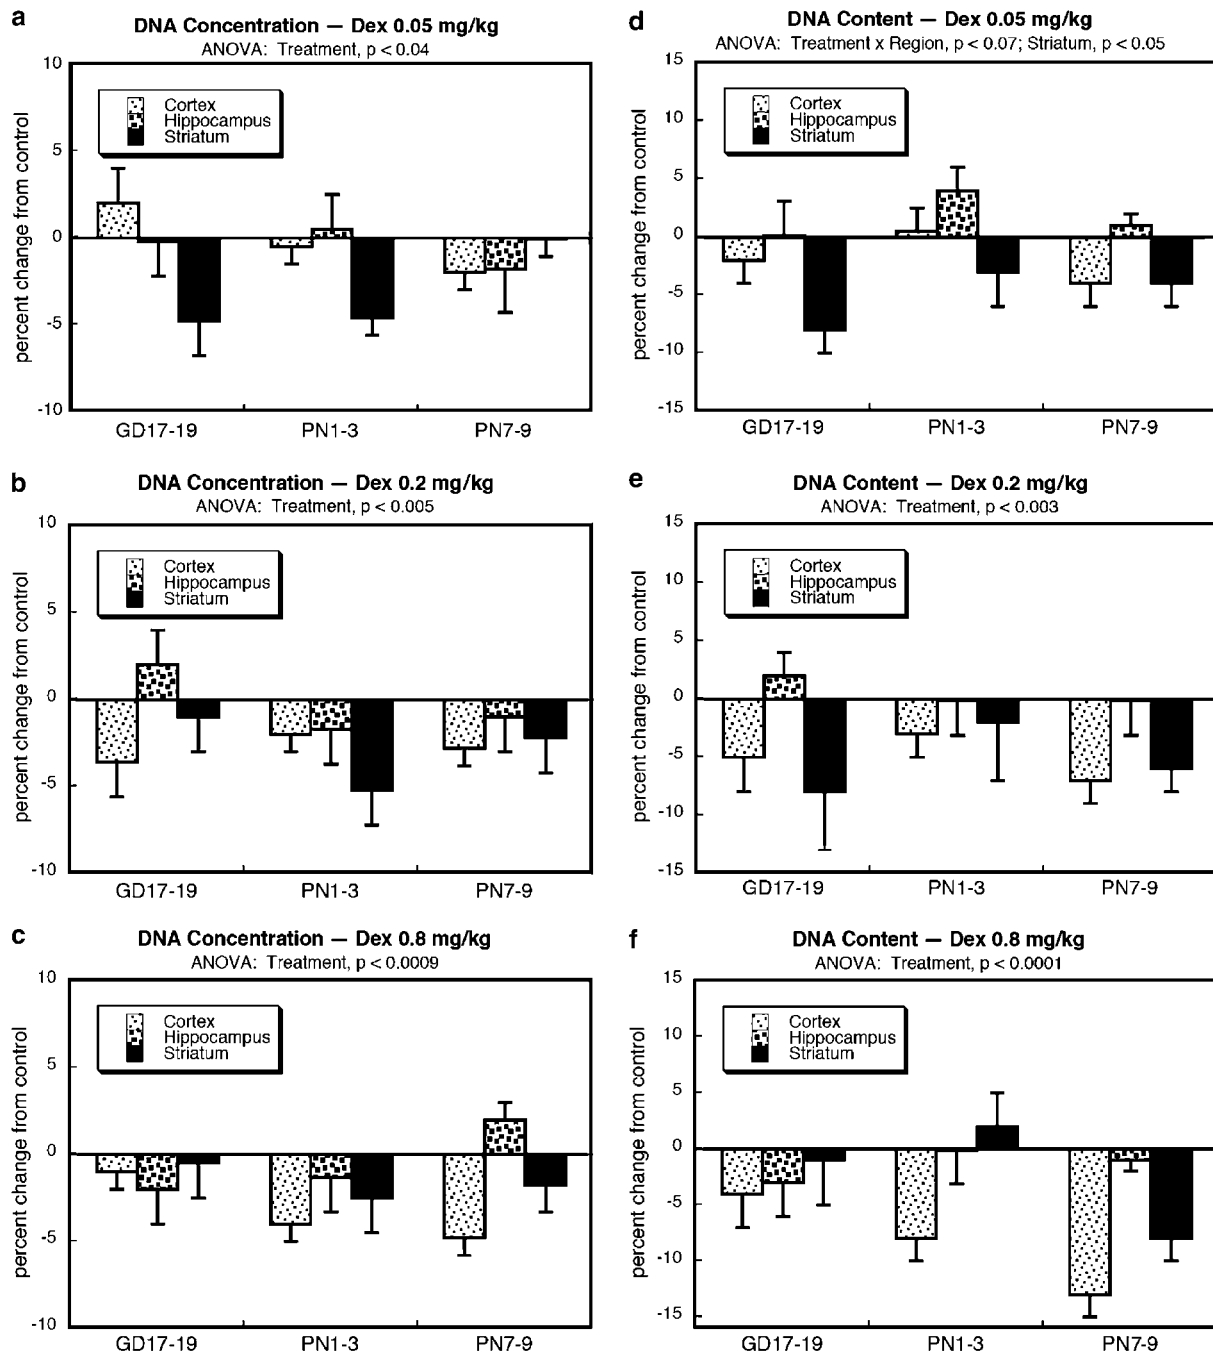 a
DNA Concentration — Dex 0.05 mg/kg
ANOVA: Treatment, p < 0.04
percent change from control
10
5
0
-5
-10
Cortex
Hippocampus
Striatum
GD17-19 PN1-3 PN7-9
d
DNA Content — Dex 0.05 mg/kg
ANOVA: Treatment x Region, p < 0.07; Striatum, p < 0.05
percent change from control
15
10
5
0
-5
-10
-15
Cortex
Hippocampus
Striatum
GD17-19 PN1-3 PN7-9
b
DNA Concentration — Dex 0.2 mg/kg
ANOVA: Treatment, p < 0.005
percent change from control
10
5
0
-5
-10
Cortex
Hippocampus
Striatum
GD17-19 PN1-3 PN7-9
e
DNA Content — Dex 0.2 mg/kg
ANOVA: Treatment, p < 0.003
percent change from control
15
10
5
0
-5
-10
-15
Cortex
Hippocampus
Striatum
GD17-19 PN1-3 PN7-9
c
DNA Concentration — Dex 0.8 mg/kg
ANOVA: Treatment, p < 0.0009
percent change from control
10
5
0
-5
-10
Cortex
Hippocampus
Striatum
GD17-19 PN1-3 PN7-9
f
DNA Content — Dex 0.8 mg/kg
ANOVA: Treatment, p < 0.0001
percent change from control
15
10
5
0
-5
-10
-15
Cortex
Hippocampus
Striatum
GD17-19 PN1-3 PN7-9